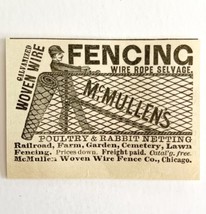 GALVANIZED
WOVEN WIRE
FENCING
WIRE ROPE SELVAGE.
McMULLENS
POULTRY & RABBIT NETTING
Railroad, Farm, Garden, Cemetery, Lawn
Fencing. Prices down. Freight paid. Catal'g. free.
McMullen Woven Wire Fence Co., Chicago.